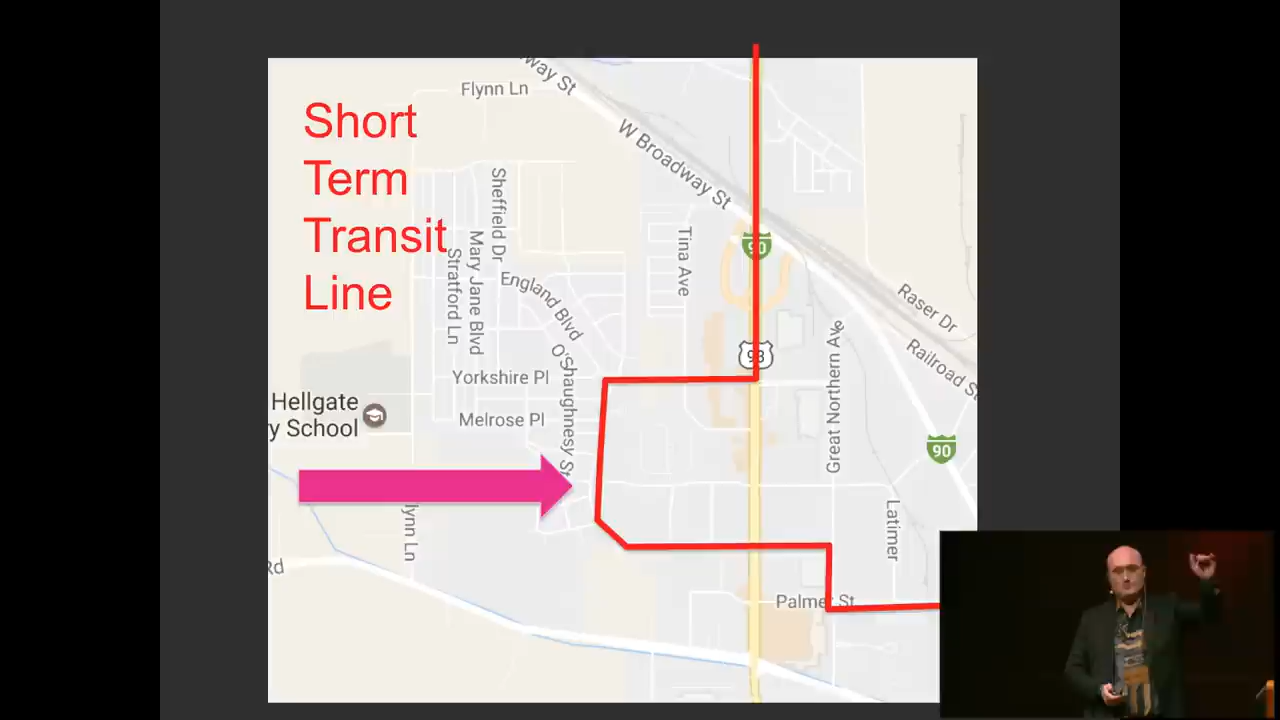 Short
Term
Transit
Line
way St
Flynn Ln
W Broadway St
Sheffield Dr
Mary Jane Blvd
Stratford Ln
England Blvd
Tina Ave
90
Raser Dr
Railroad St
93
Great Northern Ave
O'Shaughnesy St
Yorkshire Pl
Melrose Pl
Hellgate
y School
90
lynn Ln
Latimer
Rd
Palmer St